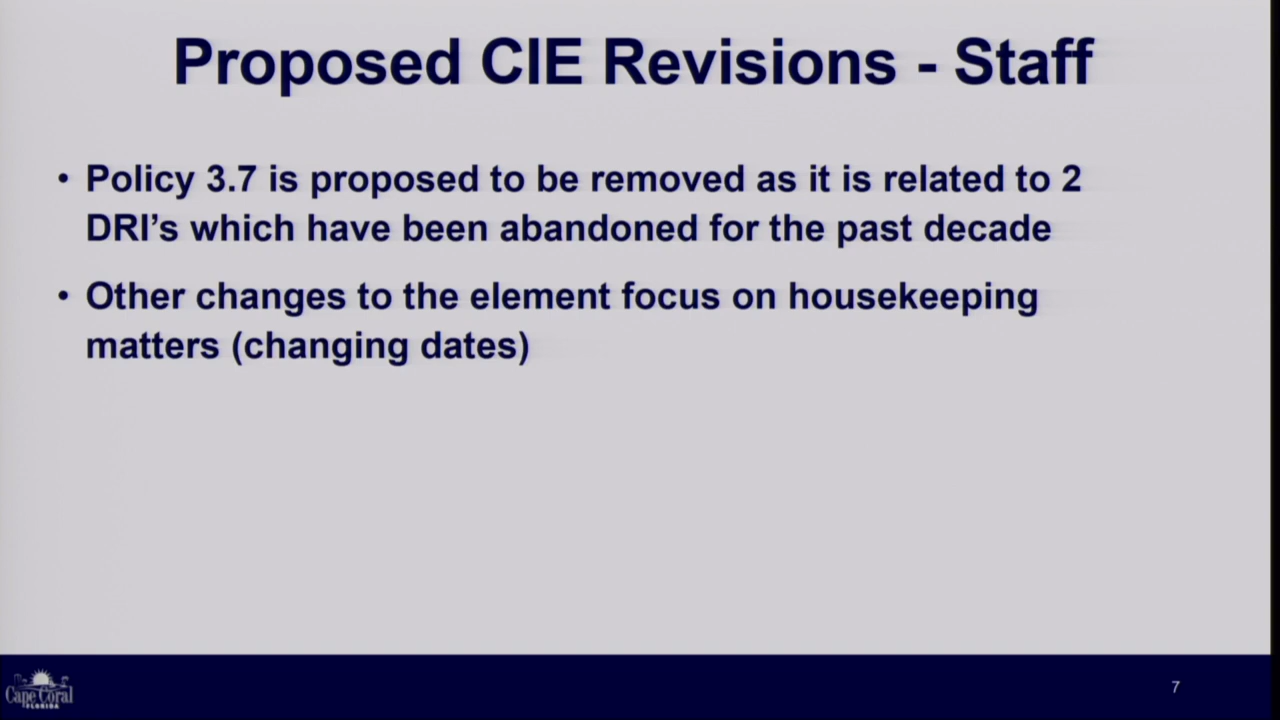 Proposed CIE Revisions - Staff
• Policy 3.7 is proposed to be removed as it is related to 2
DRI’s which have been abandoned for the past decade
• Other changes to the element focus on housekeeping
matters (changing dates)
Cape Coral
FLORIDA
7